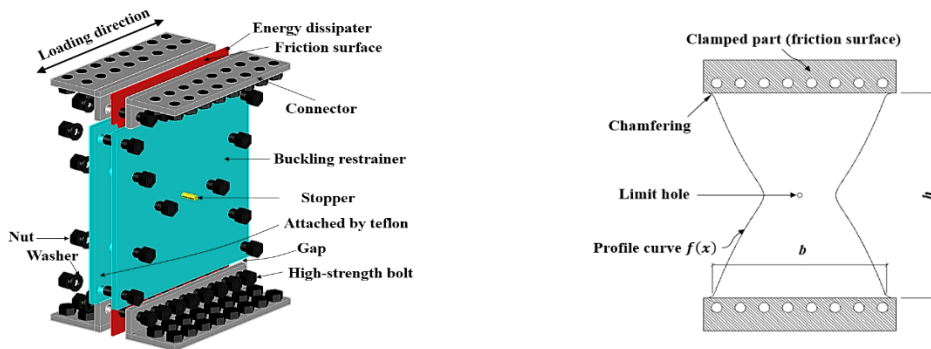 Loading direction
Energy dissipater
Friction surface
Connector
Buckling restrainer
Stopper
Attached by teflon
Nut
Gap
Washer
High-strength bolt
Clamped part (friction surface)
Chamfering
Limit hole
h
Profile curve f(x)
b